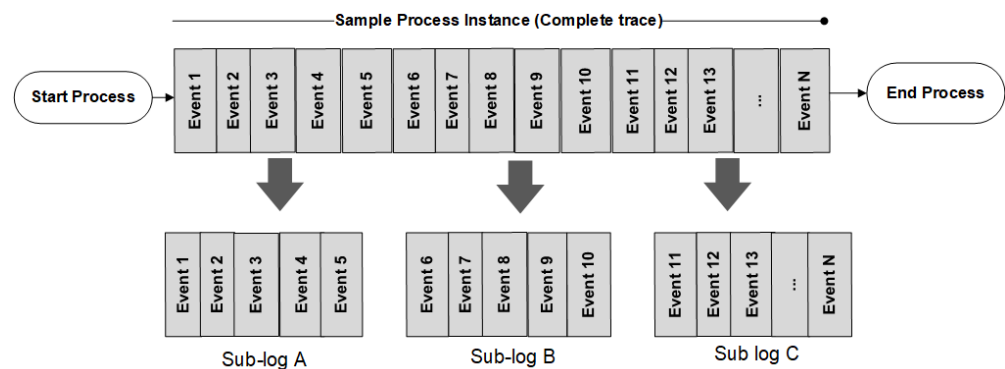 Sample Process Instance (Complete trace)
Start Process
Event 1
Event 2
Event 3
Event 4
Event 5
Event 6
Event 7
Event 8
Event 9
Event 10
Event 11
Event 12
Event 13
...
Event N
End Process
Event 1
Event 2
Event 3
Event 4
Event 5
Sub-log A
Event 6
Event 7
Event 8
Event 9
Event 10
Sub-log B
Event 11
Event 12
Event 13
...
Event N
Sub log C